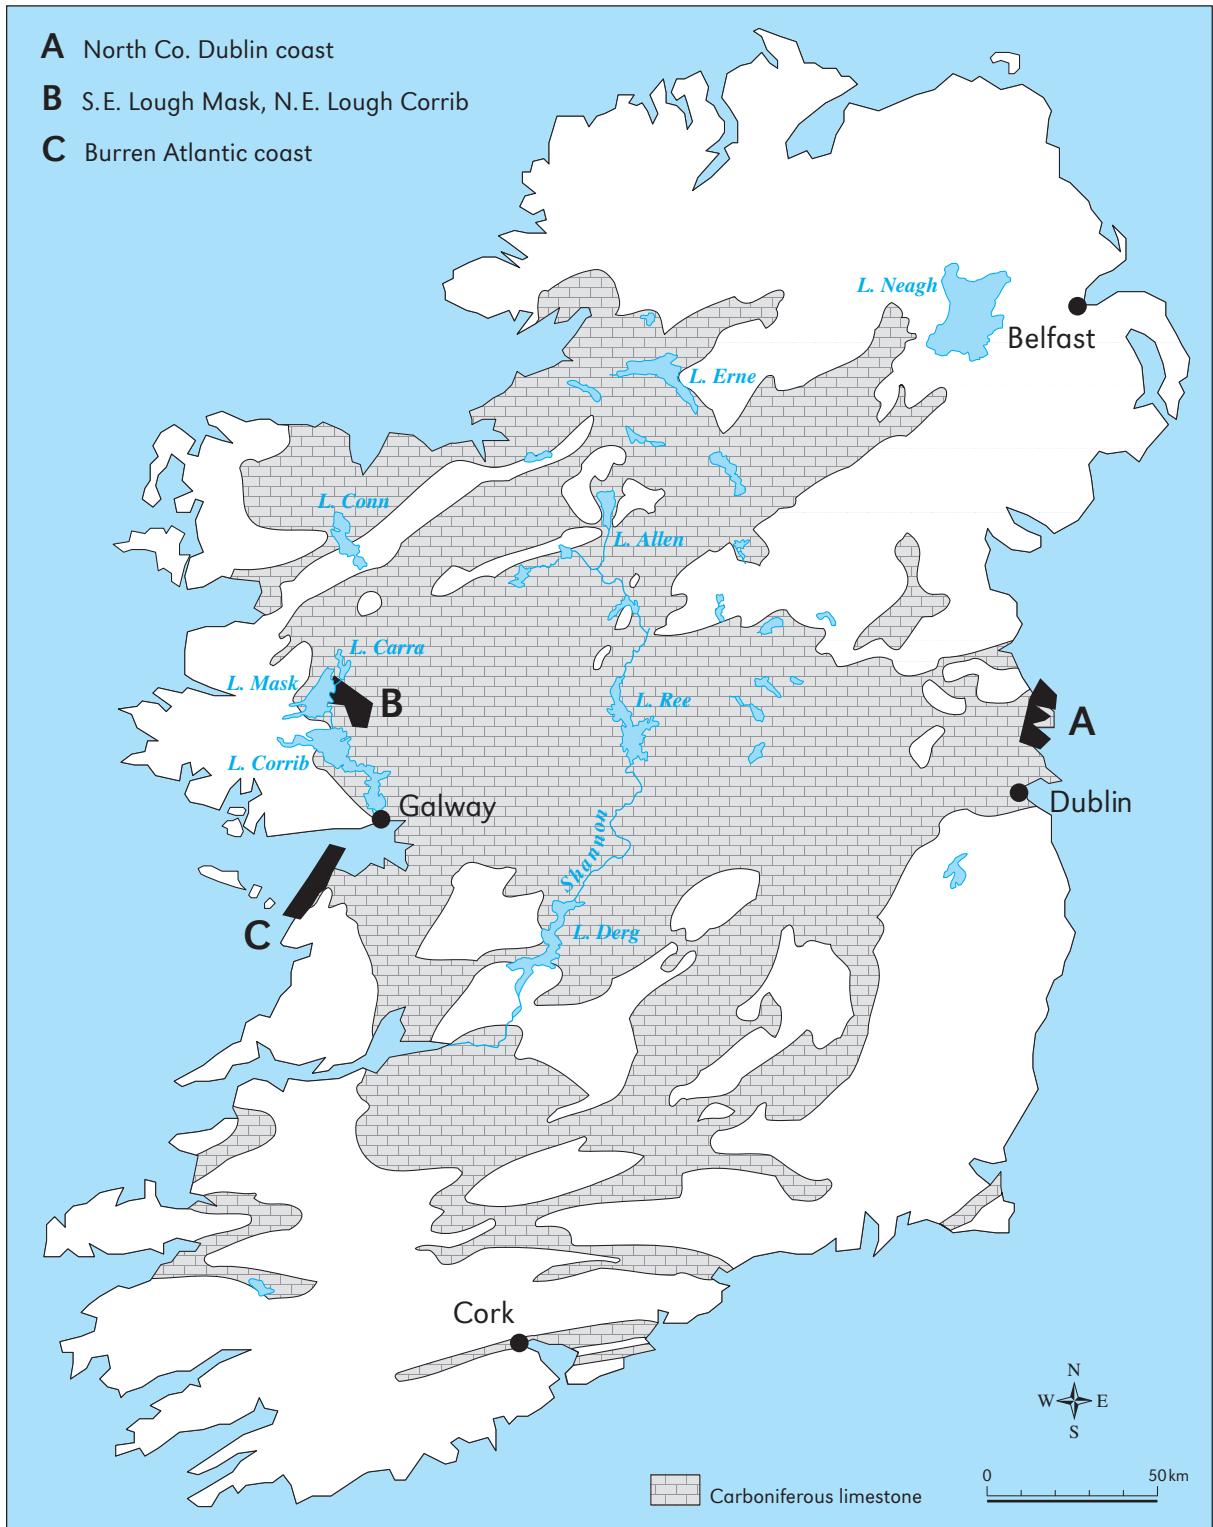 A North Co. Dublin coast
B S.E. Lough Mask, N.E. Lough Corrib
C Burren Atlantic coast
L. Neagh
Belfast
L. Erne
L. Conn
L. Allen
L. Carra
L. Mask
B
L. Ree
A
L. Corrib
Dublin
Galway
Shannon
C
L. Derg
Cork
N
W E
S
0 50 km
Carboniferous limestone